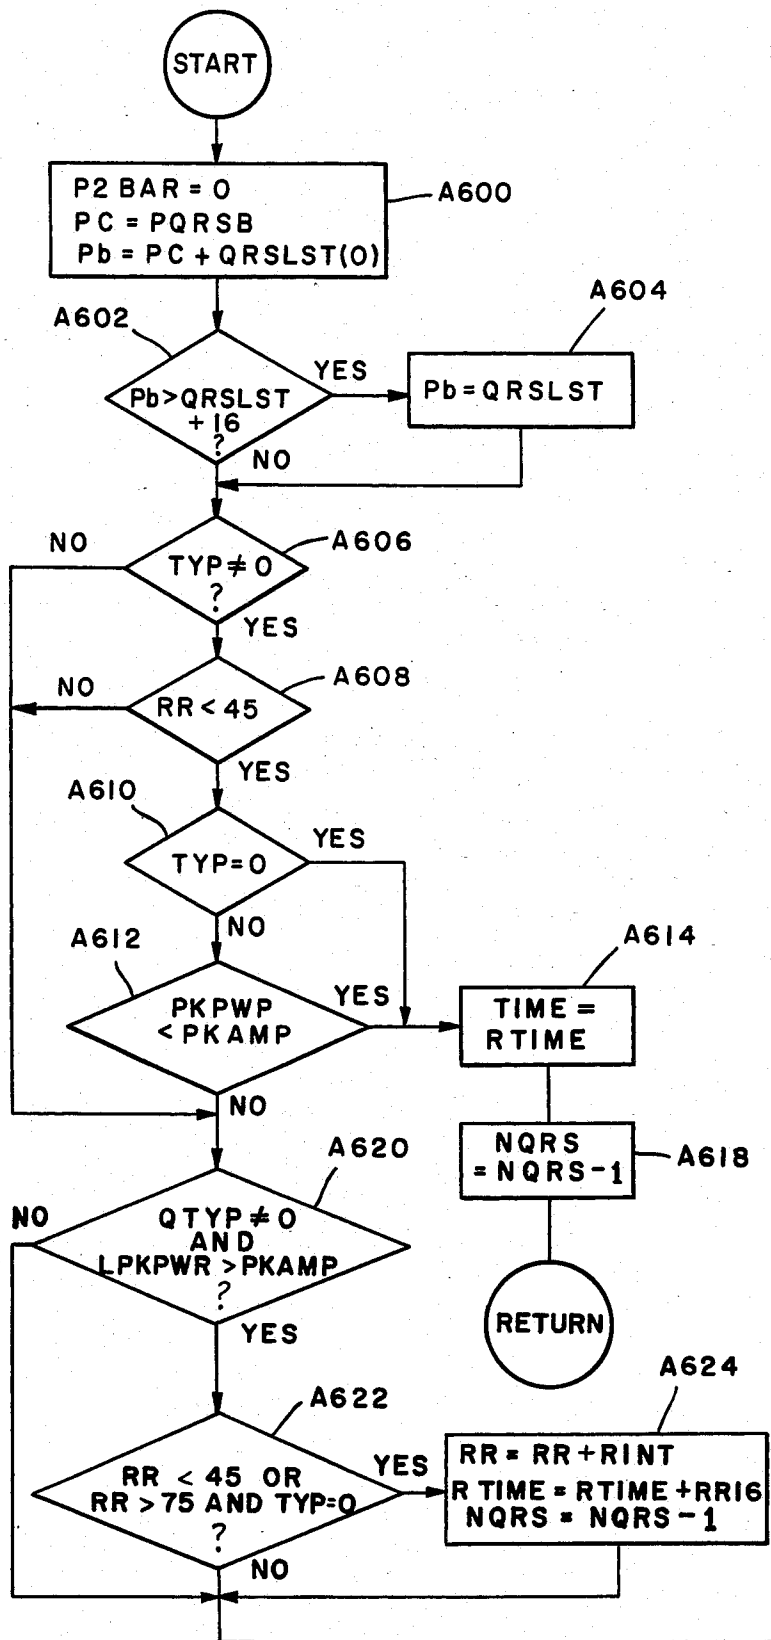 START
P2 BAR = 0
PC = PQRSB
Pb = PC + QRSLST(0)
A600
A602
A604
Pb>QRSLST
+16
?
YES
Pb=QRSLST
NO
NO
TYP≠0
?
A606
YES
NO
RR < 45
A608
YES
A610
TYP=0
YES
NO
A612
PKPWP
<PKAMP
YES
A614
TIME =
RTIME
NO
NQRS
=NQRS-1
A618
A620
NO
QTYP≠0
AND
LPKPWR >PKAMP
?
YES
RETURN
A622
A624
RR < 45 OR
RR >75 AND TYP=0
?
YES
RR = RR+RINT
R TIME = RTIME+RR16
NQRS = NQRS-1
NO